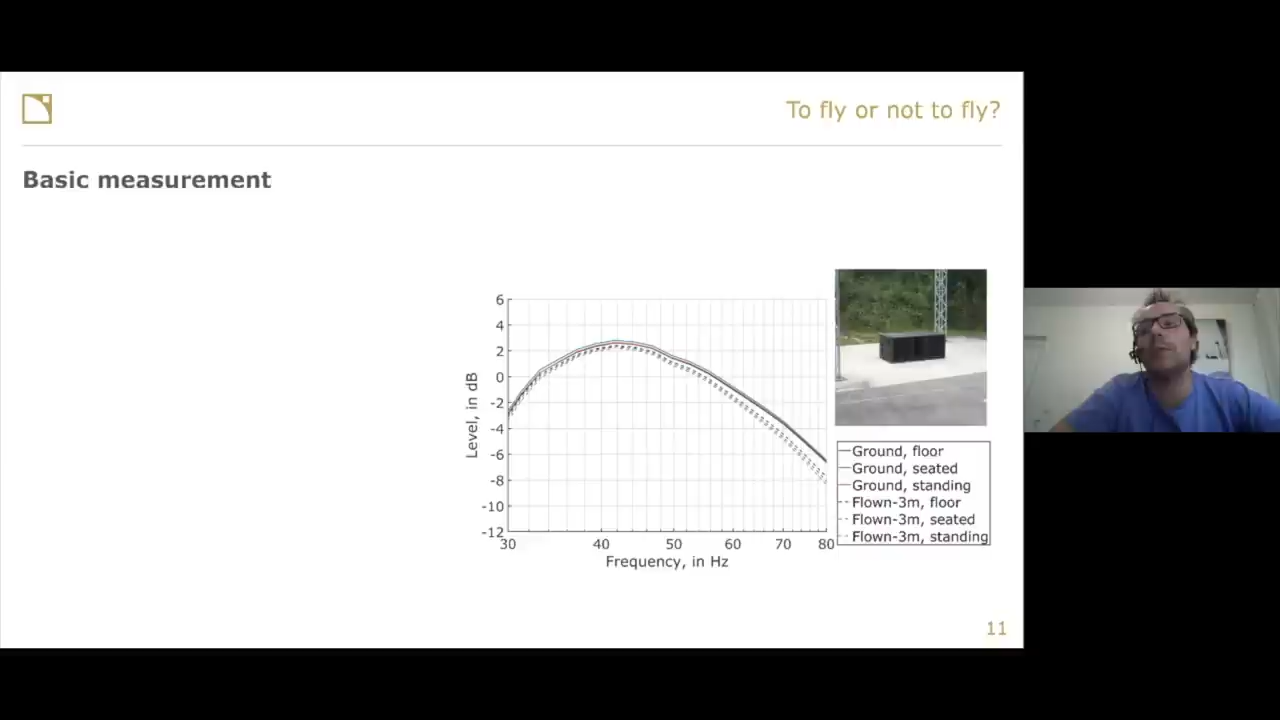 To fly or not to fly?
Basic measurement
6
4
2
0
-2
-4
-6
-8
-10
-12
Level, in dB
30 40 50 60 70 80
Frequency, in Hz
Ground, floor
Ground, seated
Ground, standing
Flown-3m, floor
Flown-3m, seated
Flown-3m, standing
11